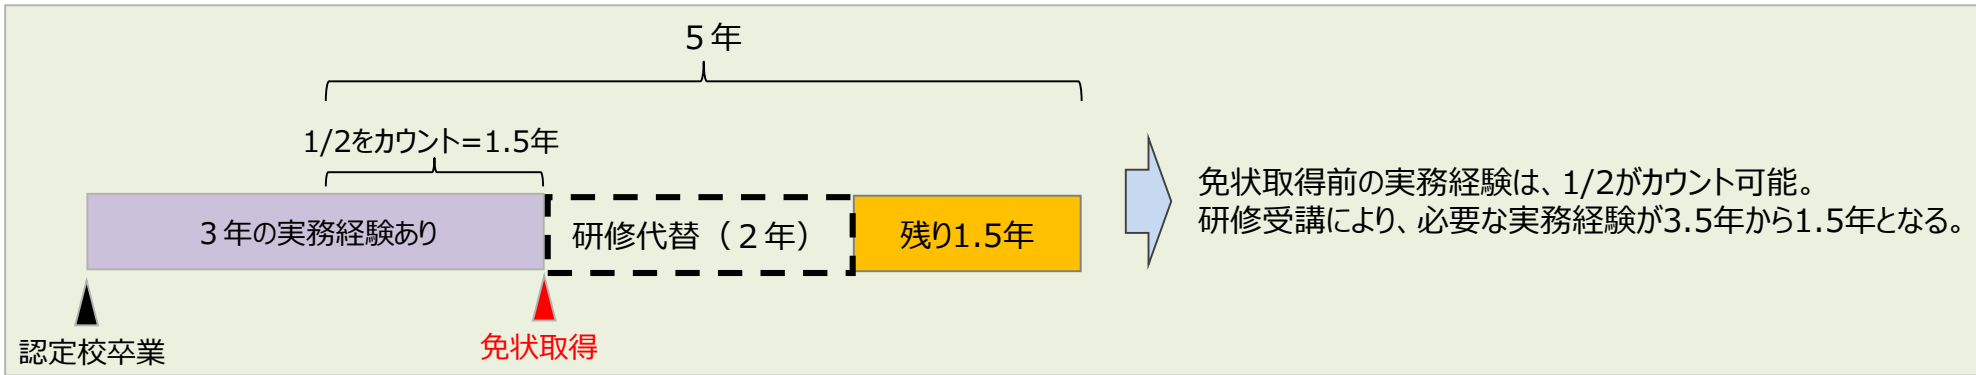 ５年
1/2をカウント=1.5年
３年の実務経験あり
研修代替（２年）
残り1.5年
認定校卒業
免状取得
免状取得前の実務経験は、1/2がカウント可能。
研修受講により、必要な実務経験が3.5年から1.5年となる。